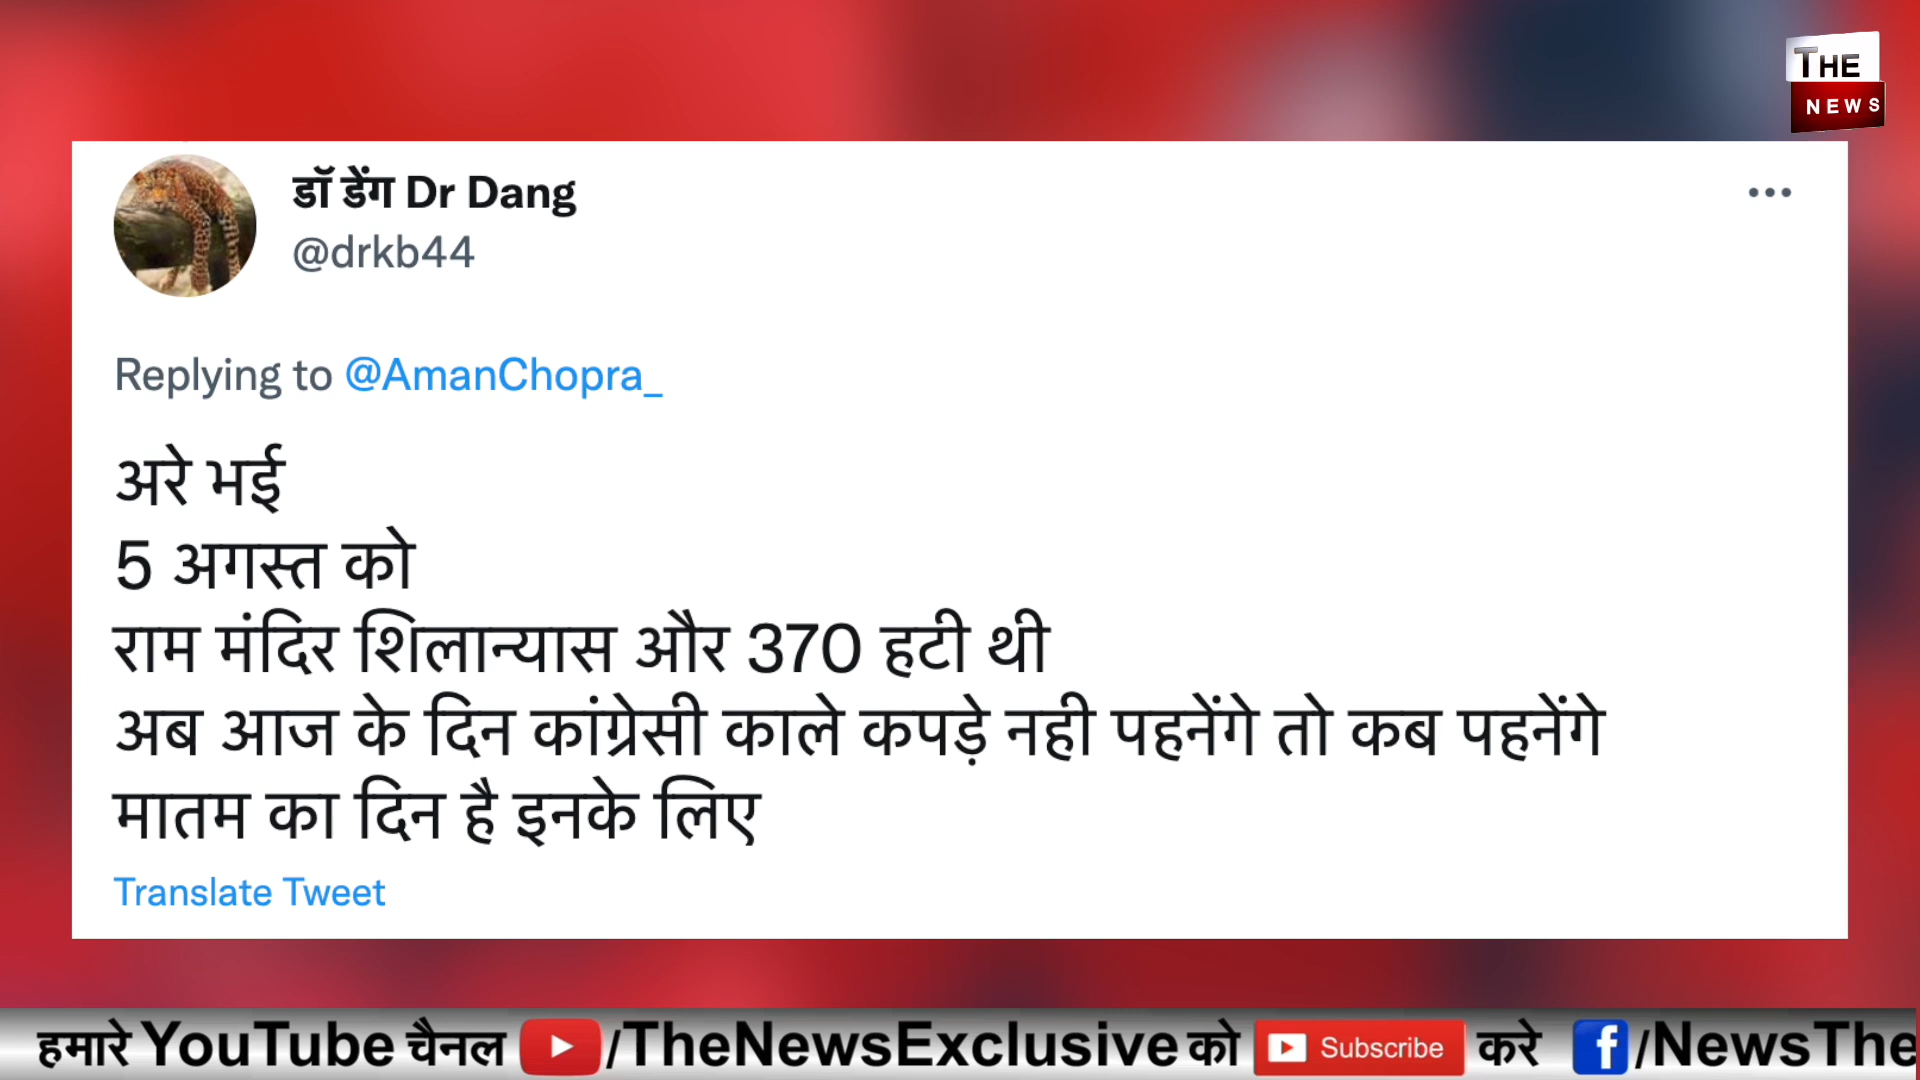 THE
NEWS
डॉ डेंग Dr Dang
@drkb44
Replying to @AmanChopra_
अरे भई
5 अगस्त को
राम मंदिर शिलान्यास और 370 हटी थी
अब आज के दिन कांग्रेसी काले कपड़े नही पहनेंगे तो कब पहनेंगे
मातम का दिन है इनके लिए
Translate Tweet
हमारे YouTube चैनल /TheNewsExclusive को Subscribe करे f/NewsThe